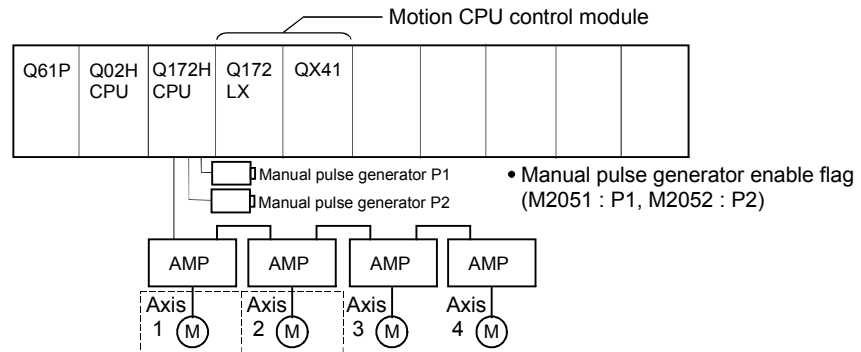 Motion CPU control module
Q61P
Q02H
CPU
Q172H
CPU
Q172
LX
QX41
Manual pulse generator P1
Manual pulse generator P2
• Manual pulse generator enable flag
(M2051 : P1, M2052 : P2)
AMP
AMP
AMP
AMP
Axis
1
M
Axis
2
M
Axis
3
M
Axis
4
M